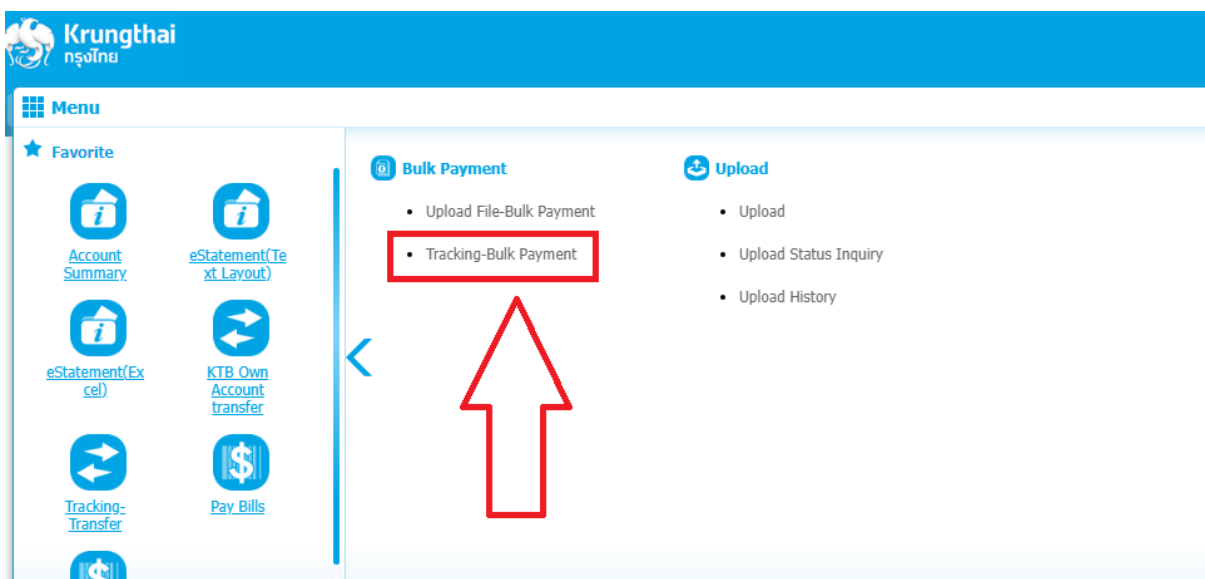 Krungthai
กรุงไทย
Menu
Favorite
Account
Summary
eStatement(Te
xt Layout)
eStatement(Ex
cel)
KTB Own
Account
transfer
Tracking-
Transfer
Pay Bills
Bulk Payment
Upload File-Bulk Payment
Tracking-Bulk Payment
Upload
Upload
Upload Status Inquiry
Upload History